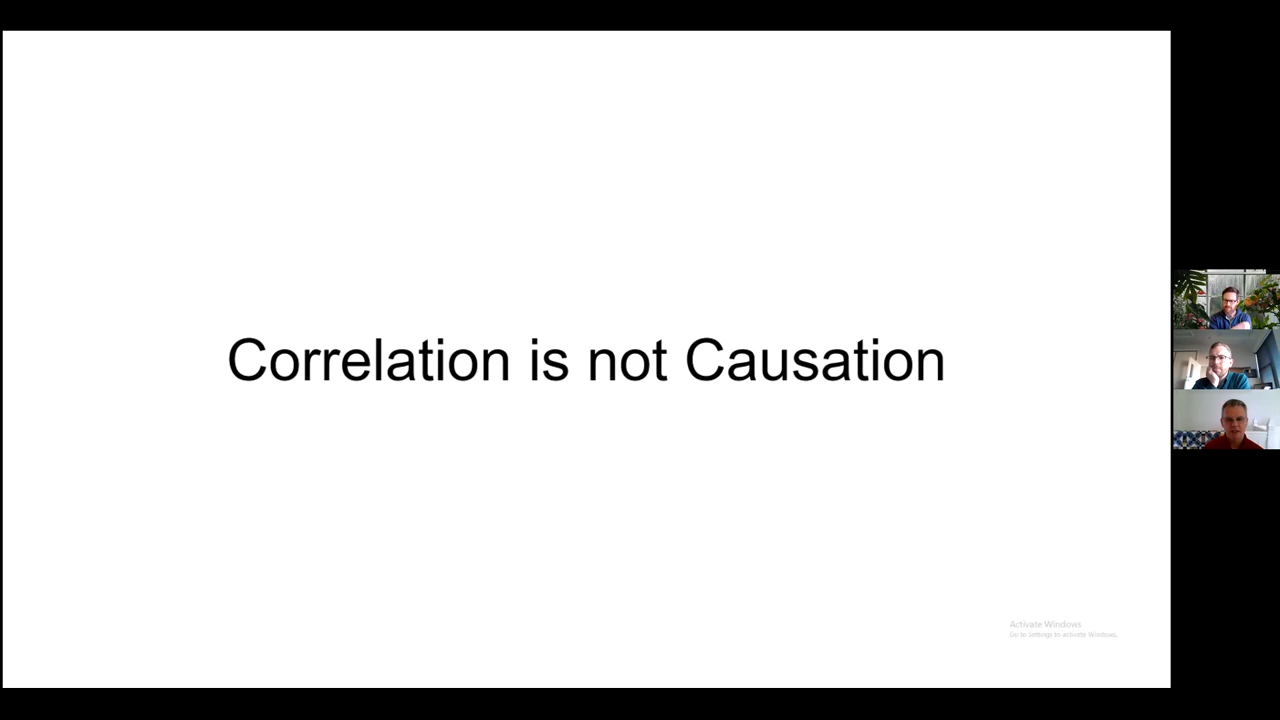 Correlation is not Causation
Activate Windows
Go to Settings to activate Windows.